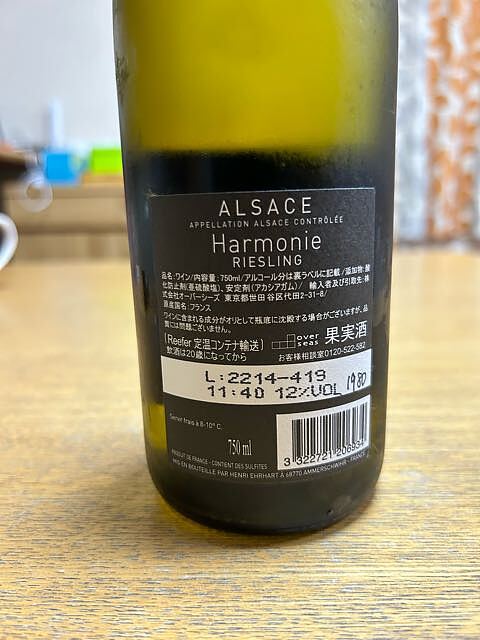 ALSACE
APPELLATION ALSACE CONTRÔLÉE
Harmonie
RIESLING
品名:ワイン/内容量:750ml/アルコール分は裏ラベルに記載/添加物:酸
化防止剤(亜硫酸塩)、安定剤(アカシアガム)/ 輸入者及び引取先:株
式会社オーバーシーズ 東京都世田谷区代田2-31-8/
原産国名:フランス
ワインに含まれる成分がオリとして瓶底に沈殿する場合がございますが、品
質には問題ございません。
[Reefer 定温コンテナ輸送]
飲酒は20歳になってから
over seas 果実酒
お客様相談室0120-522-582
L:2214-419
11:40 12%VOL 1980
Servir frais à 8-10° C.
750 ml
PRODUIT DE FRANCE - CONTIENT DES SULFITES
MIS EN BOUTEILLE PAR HENRI EHRHART À 68770 AMMERSCHWIHR - FRANCE
3 322721 20